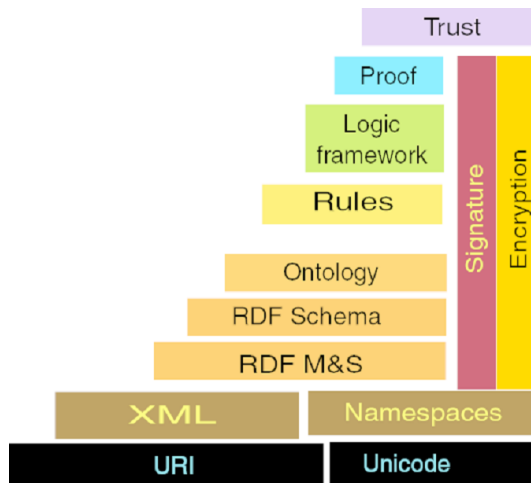 Trust
Proof
Logic
framework
Rules
Ontology
RDF Schema
RDF M&S
Signature
Encryption
XML
Namespaces
URI
Unicode